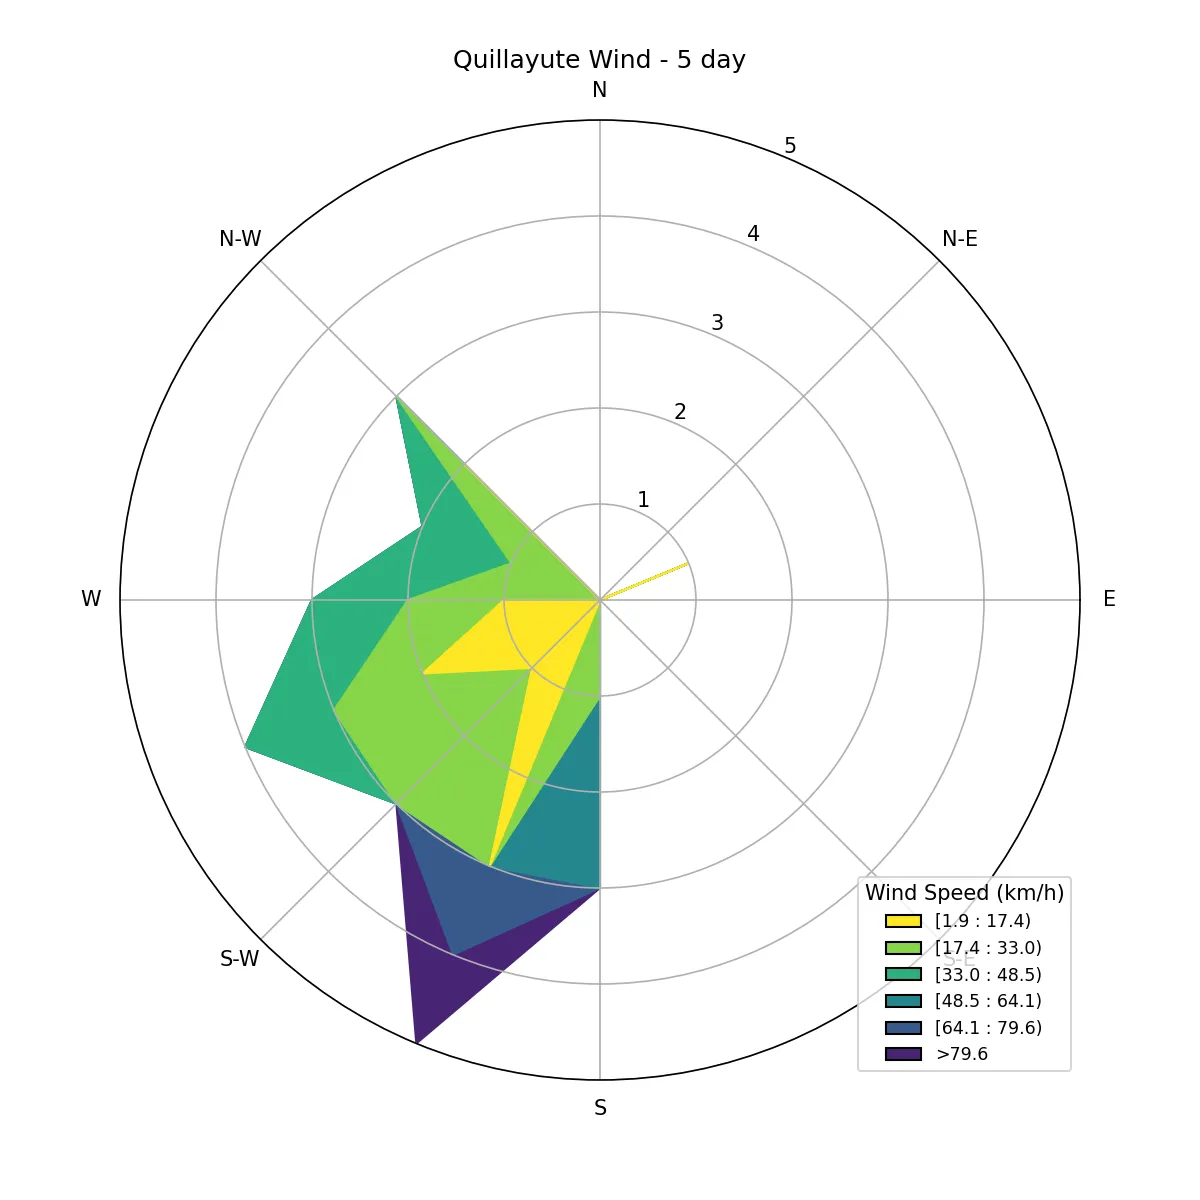 Quillayute Wind - 5 day
N
5
N-W
N-E
4
3
2
1
W
E
Wind Speed (km/h)
[1.9 : 17.4)
[17.4 : 33.0)
S-W
S-E
[33.0 : 48.5)
[48.5 : 64.1)
[64.1 : 79.6)
>79.6
S